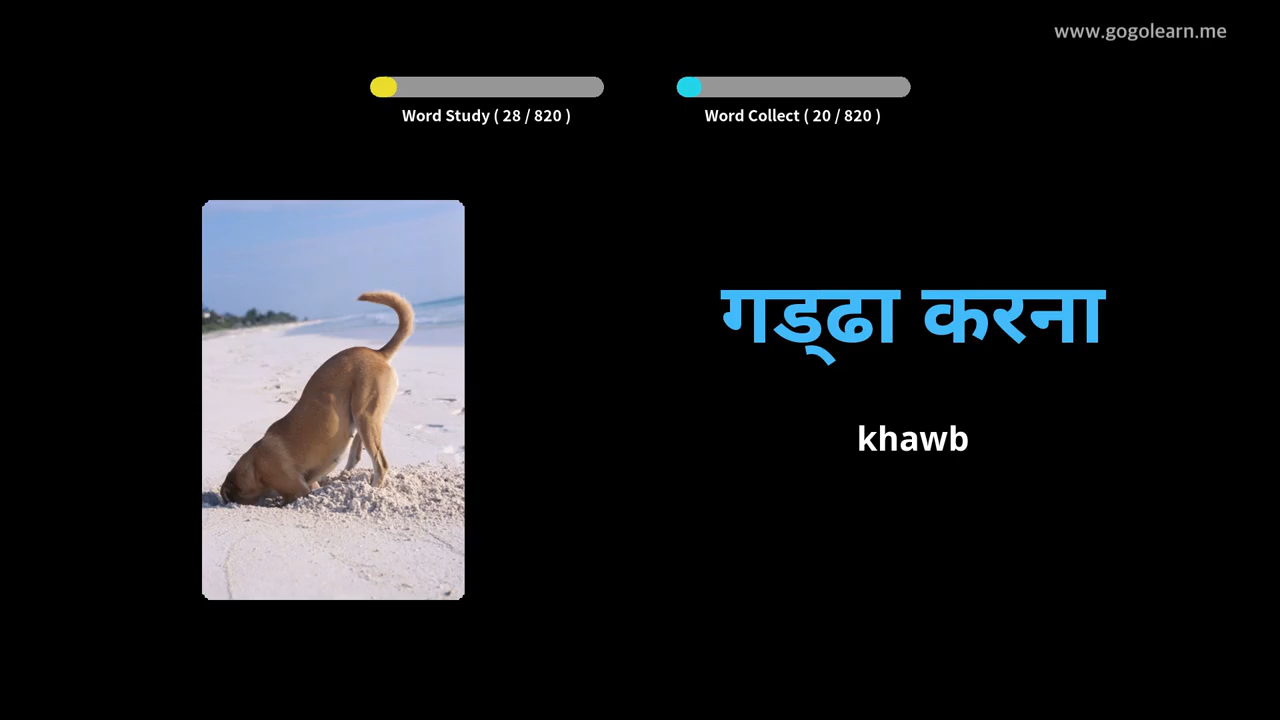 www.gogolearn.me
Word Study ( 28 / 820 )
Word Collect ( 20 / 820 )
गड्ढा करना
khawb